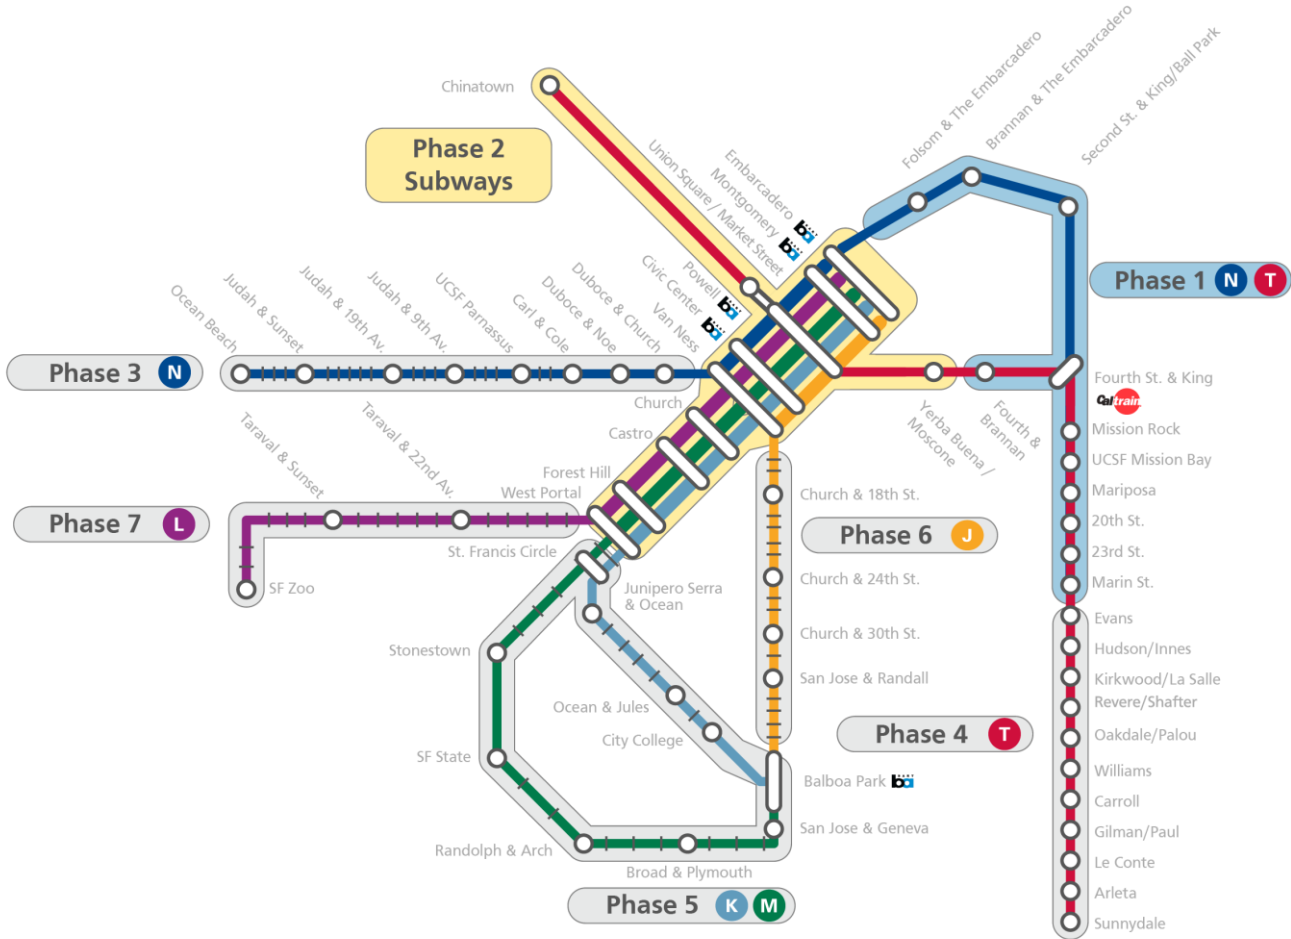 Chinatown
Phase 2
Subways
Folsom & The Embarcadero
Brannan & The Embarcadero
Second St. & King/Ball Park
Embarcadero
ba
Montgomery
ba
Union Square / Market Street
Powell
ba
Civic Center
ba
Van Ness
Duboce & Church
Duboce & Noe
Carl & Cole
UCSF Parnassus
Judah & 9th Av.
Judah & 19th Av.
Judah & Sunset
Ocean Beach
Phase 1 N T
Phase 3 N
Church
Castro
Forest Hill
West Portal
St. Francis Circle
Yerba Buena /
Moscone
Fourth &
Brannan
Fourth St. & King
Caltrain
Mission Rock
UCSF Mission Bay
Mariposa
20th St.
23rd St.
Marin St.
Taraval & Sunset
Taraval & 22nd Av.
Phase 7 L
SF Zoo
Church & 18th St.
Phase 6 J
Church & 24th St.
Church & 30th St.
San Jose & Randall
Junipero Serra
& Ocean
Stonestown
Ocean & Jules
City College
SF State
Balboa Park ba
San Jose & Geneva
Randolph & Arch
Broad & Plymouth
Phase 5 K M
Phase 4 T
Evans
Hudson/Innes
Kirkwood/La Salle
Revere/Shafter
Oakdale/Palou
Williams
Carroll
Gilman/Paul
Le Conte
Arleta
Sunnydale